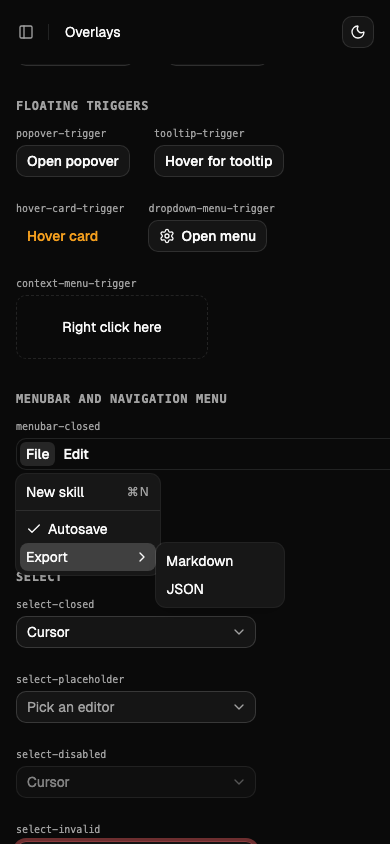 Overlays
FLOATING TRIGGERS
popover-trigger
tooltip-trigger
Open popover
Hover for tooltip
hover-card-trigger
dropdown-menu-trigger
Hover card
Open menu
context-menu-trigger
Right click here
MENUBAR AND NAVIGATION MENU
menubar-closed
File
Edit
New skill ⌘N
Autosave
Export
Markdown
JSON
SELECT
select-closed
Cursor
select-placeholder
Pick an editor
select-disabled
Cursor
select-invalid